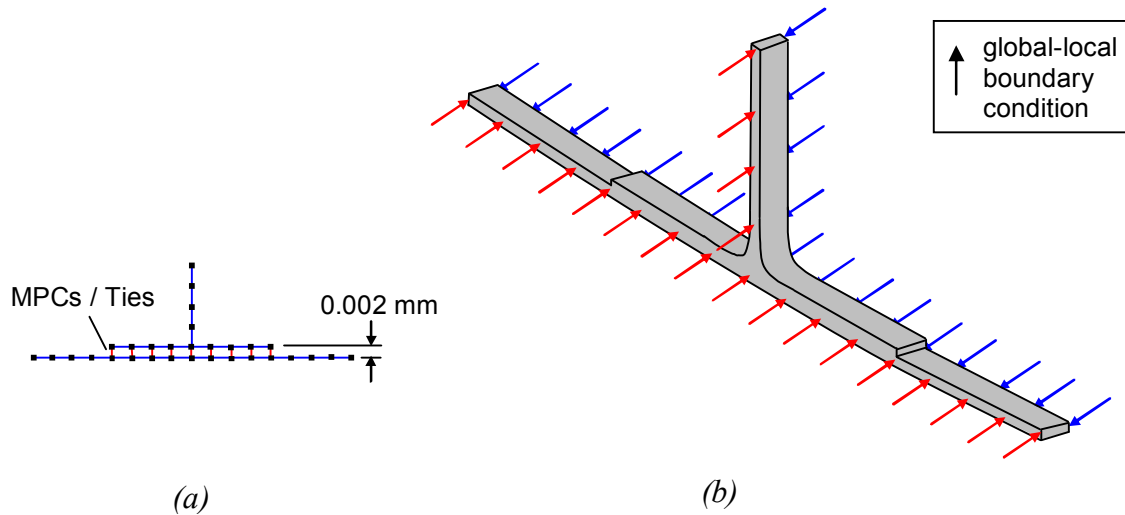 global-local
boundary
condition
MPCs / Ties
0.002 mm
(a)
(b)